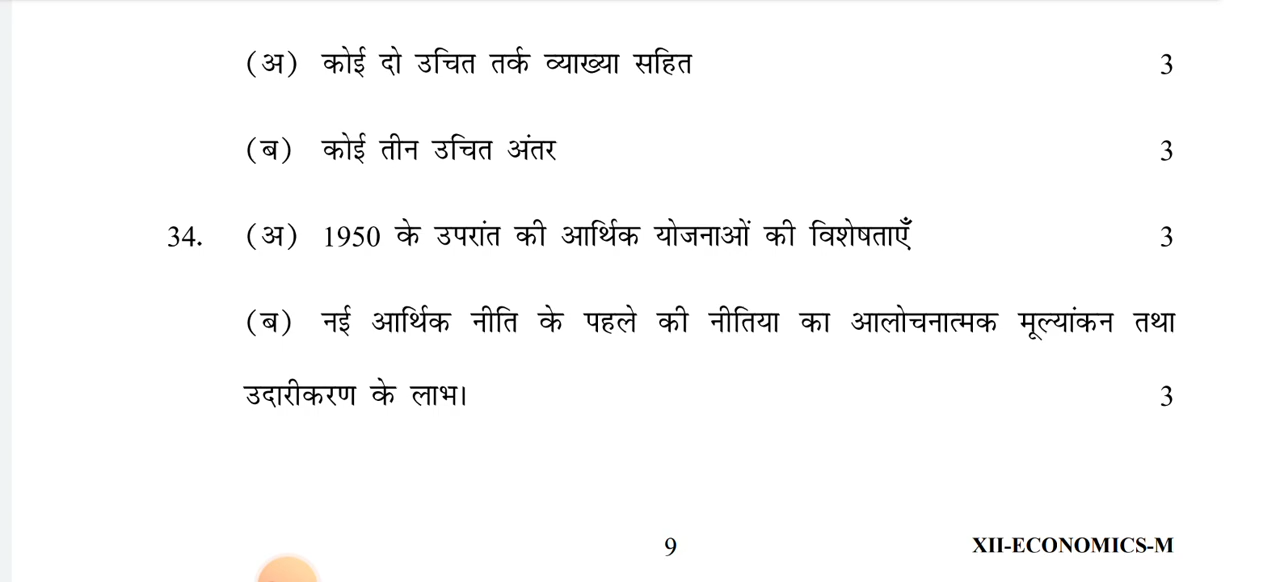 (अ) कोई दो उचित तर्क व्याख्या सहित 3
(ब) कोई तीन उचित अंतर 3
34. (अ) 1950 के उपरांत की आर्थिक योजनाओं की विशेषताएँ 3
(ब) नई आर्थिक नीति के पहले की नीतिया का आलोचनात्मक मूल्यांकन तथा
उदारीकरण के लाभ। 3
9 XII-ECONOMICS-M